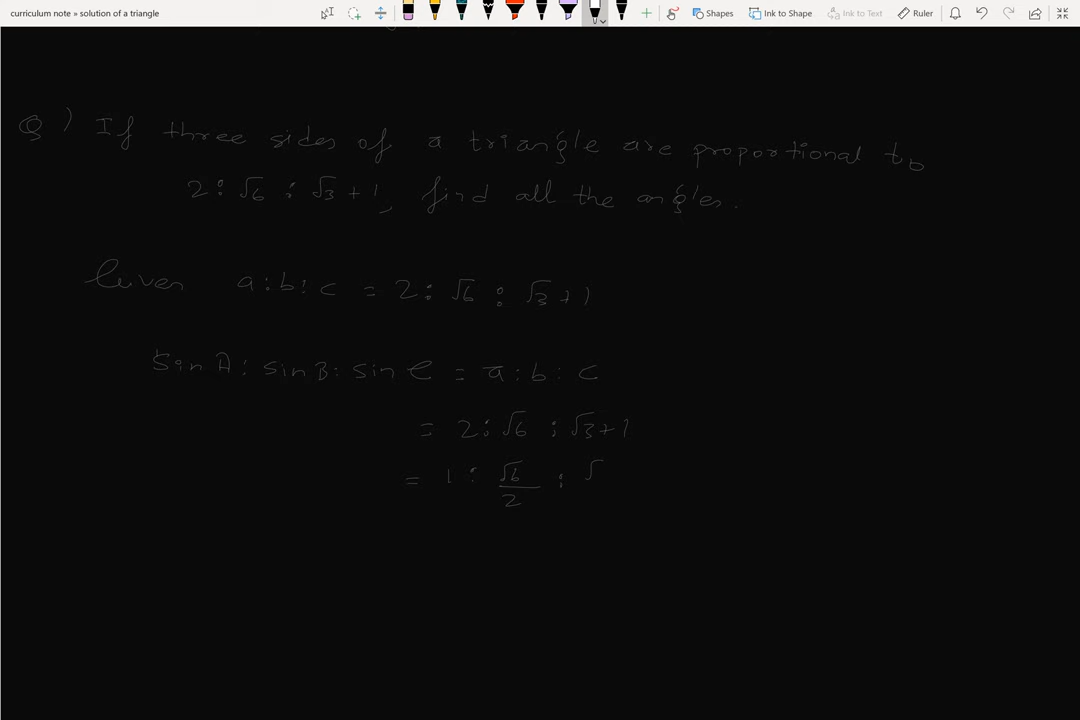 curriculum note » solution of a triangle
Shapes Ink to Shape Ink to Text Ruler
Q) If three sides of a triangle are proportional to
2 : √6 : √3 + 1, find all the angles.
Given a : b : c = 2 : √6 : √3 + 1
Sin A : sin B : sin C = a : b : c
= 2 : √6 : √3 + 1
= 1 : √6/2 : √